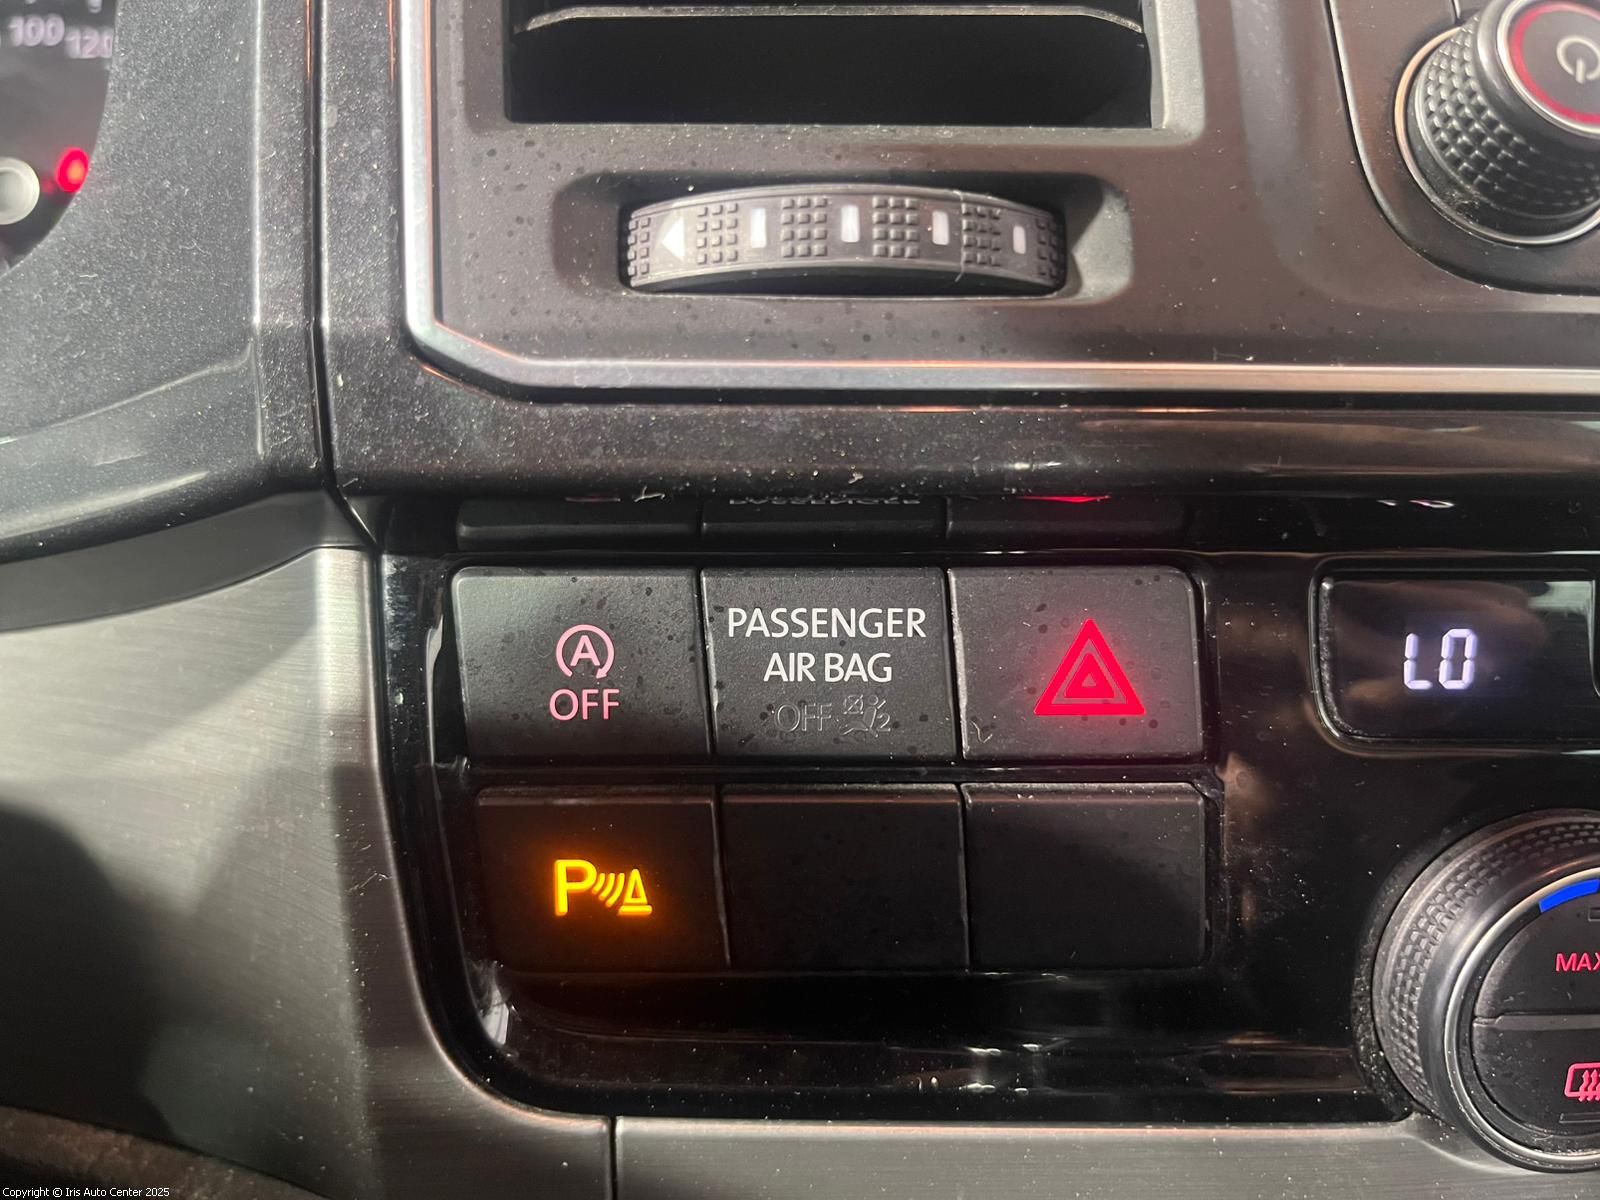 100 120
PASSENGER
AIR BAG
OFF
A
OFF
LO
P
MAX
Copyright © Iris Auto Center 2025